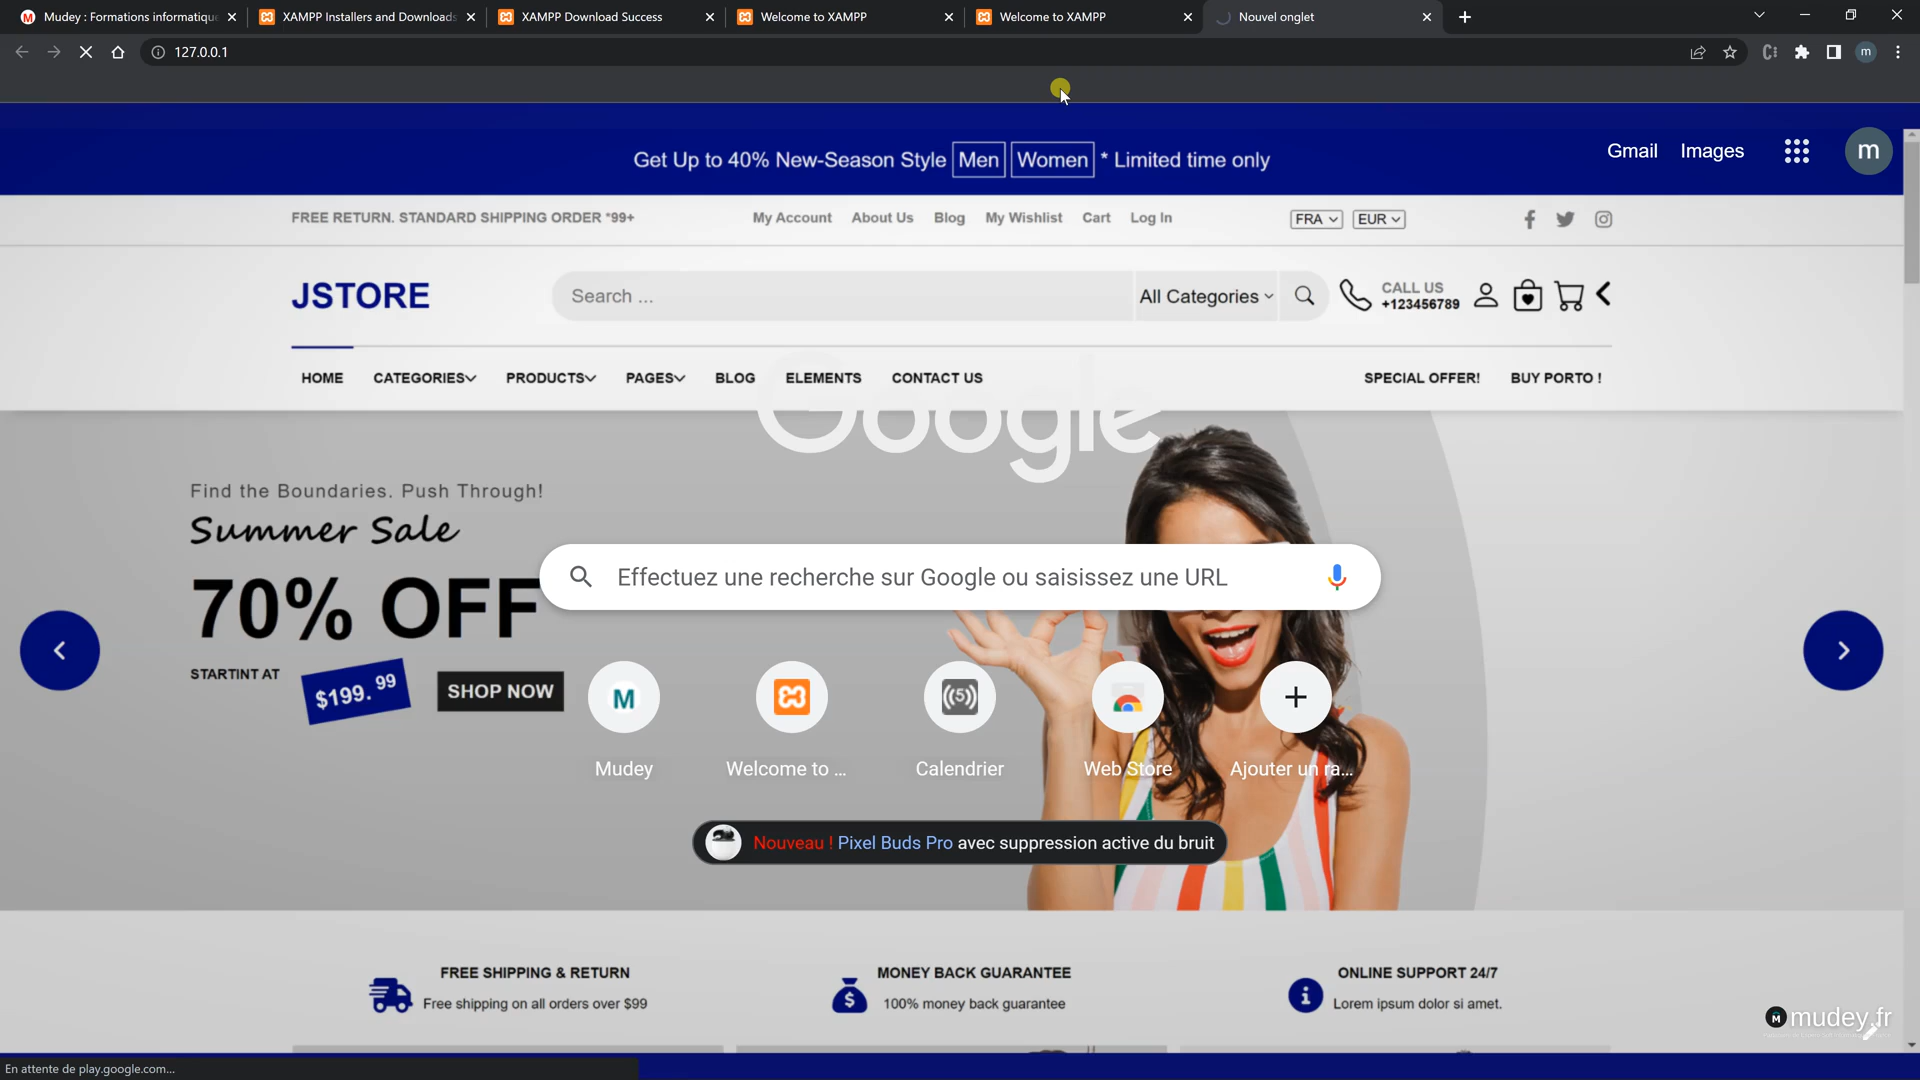 Mudey : Formations informatique
XAMPP Installers and Downloads
XAMPP Download Success
Welcome to XAMPP
Welcome to XAMPP
Nouvel onglet
127.0.0.1
m
Get Up to 40% New-Season Style Men Women * Limited time only
Gmail Images
m
FREE RETURN. STANDARD SHIPPING ORDER *99+
My Account About Us Blog My Wishlist Cart Log In
FRA EUR
JSTORE
Search ...
All Categories
CALL US
+123456789
HOME CATEGORIES PRODUCTS PAGES BLOG ELEMENTS CONTACT US
SPECIAL OFFER! BUY PORTO !
Google
Find the Boundaries. Push Through!
Summer Sale
70% OFF
STARTINT AT
$199. 99
SHOP NOW
Effectuez une recherche sur Google ou saisissez une URL
M
((5))
Mudey
Welcome to ...
Calendrier
Web Store
Ajouter un ra...
Nouveau ! Pixel Buds Pro avec suppression active du bruit
FREE SHIPPING & RETURN
Free shipping on all orders over $99
MONEY BACK GUARANTEE
100% money back guarantee
ONLINE SUPPORT 24/7
Lorem ipsum dolor si amet.
M mudey.fr
En attente de play.google.com...